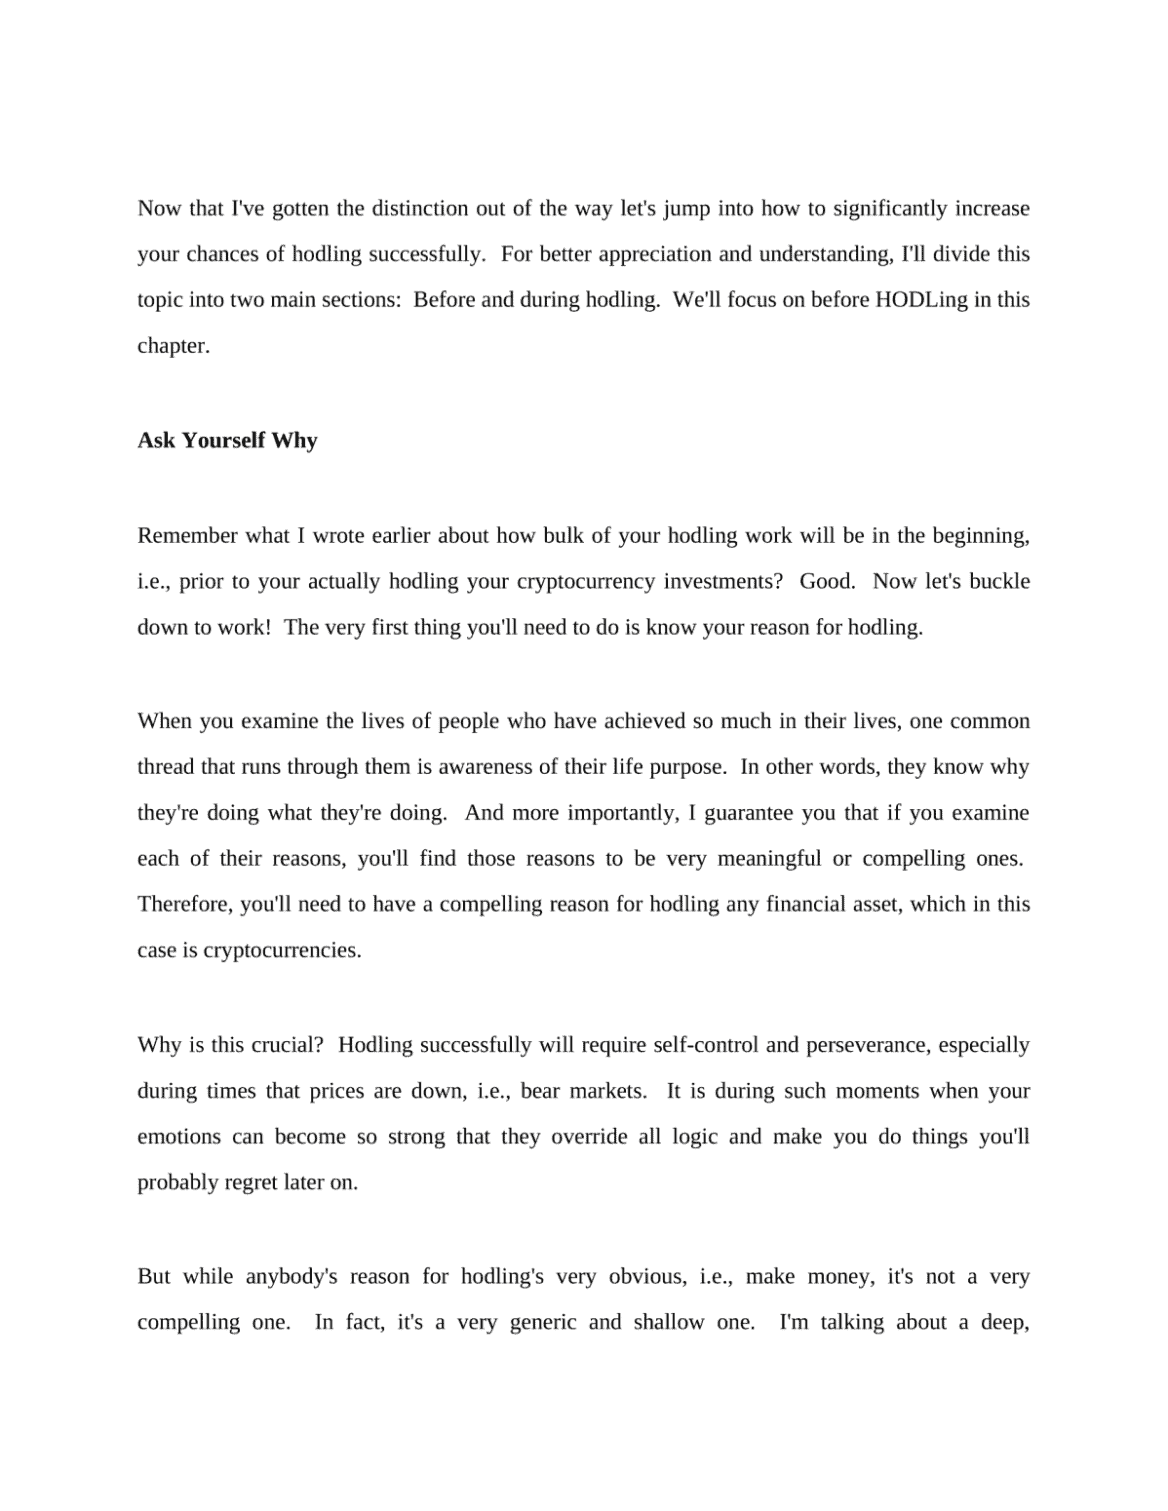 Now that I've gotten the distinction out of the way let's jump into how to significantly increase
your chances of hodling successfully.  For better appreciation and understanding, I'll divide this
topic into two main sections:  Before and during hodling.  We'll focus on before HODLing in this
chapter.
Ask Yourself Why
Remember what I wrote earlier about how bulk of your hodling work will be in the beginning,
i.e., prior to your actually hodling your cryptocurrency investments?  Good.  Now let's buckle
down to work!  The very first thing you'll need to do is know your reason for hodling.
When you examine the lives of people who have achieved so much in their lives, one common
thread that runs through them is awareness of their life purpose.  In other words, they know why
they're doing what they're doing.  And more importantly, I guarantee you that if you examine
each of their reasons, you'll find those reasons to be very meaningful or compelling ones.
Therefore, you'll need to have a compelling reason for hodling any financial asset, which in this
case is cryptocurrencies.
Why is this crucial?  Hodling successfully will require self-control and perseverance, especially
during times that prices are down, i.e., bear markets.  It is during such moments when your
emotions can become so strong that they override all logic and make you do things you'll
probably regret later on.
But while anybody's reason for hodling's very obvious, i.e., make money, it's not a very
compelling one.  In fact, it's a very generic and shallow one.  I'm talking about a deep,